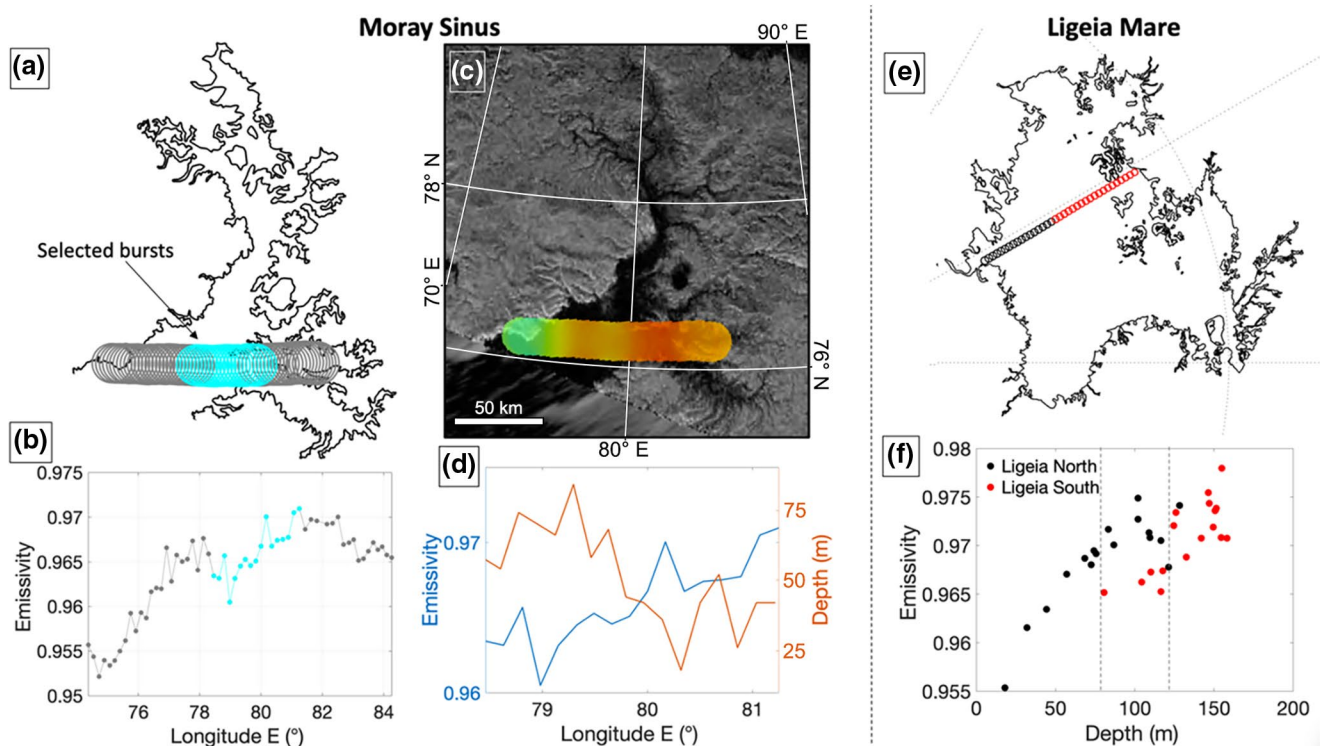 Moray Sinus
Ligeia Mare
(a)
Selected bursts
(c)
90° E
78° N
70° E
76° N
50 km
80° E
(e)
(b)
0.975
0.97
0.965
0.96
0.955
0.95
Emissivity
76
78
80
82
84
Longitude E (°)
(d)
0.97
0.96
Emissivity
75
50
25
Depth (m)
79
80
81
Longitude E (°)
(f)
Ligeia North
Ligeia South
0.98
0.975
0.97
0.965
0.96
0.955
Emissivity
0
50
100
150
200
Depth (m)